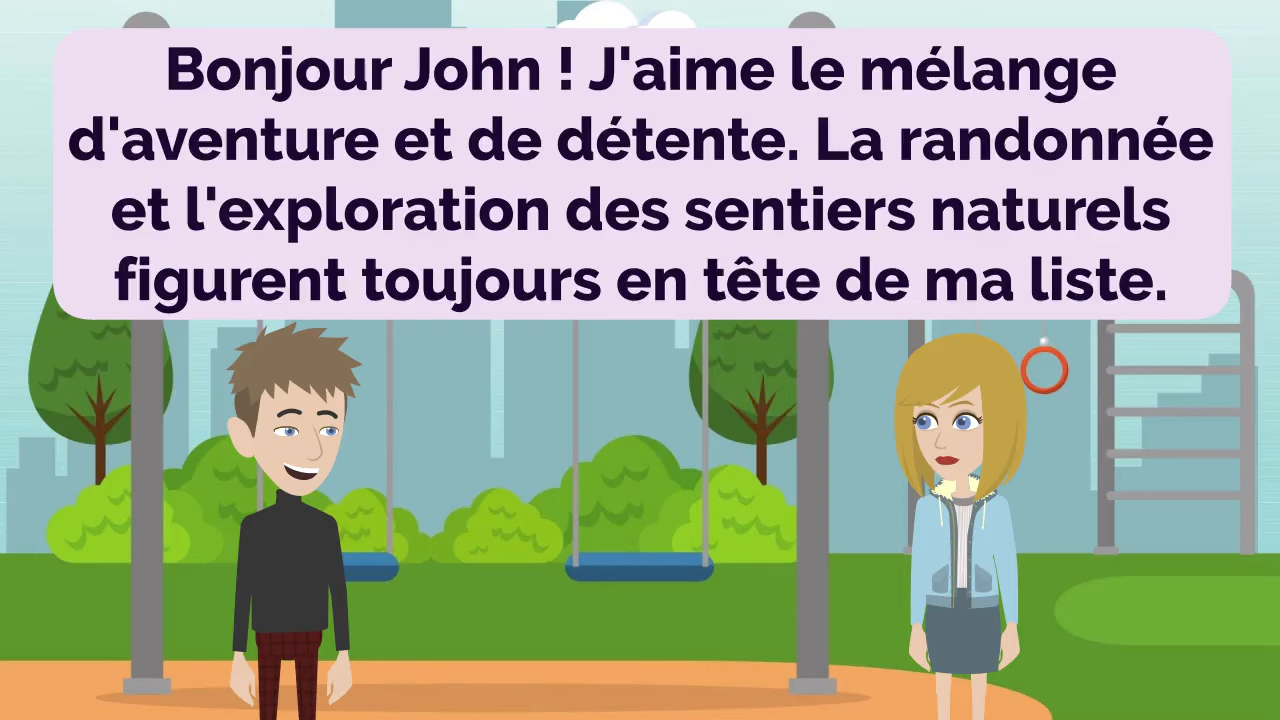 Bonjour John ! J'aime le mélange
d'aventure et de détente. La randonnée
et l'exploration des sentiers naturels
figurent toujours en tête de ma liste.